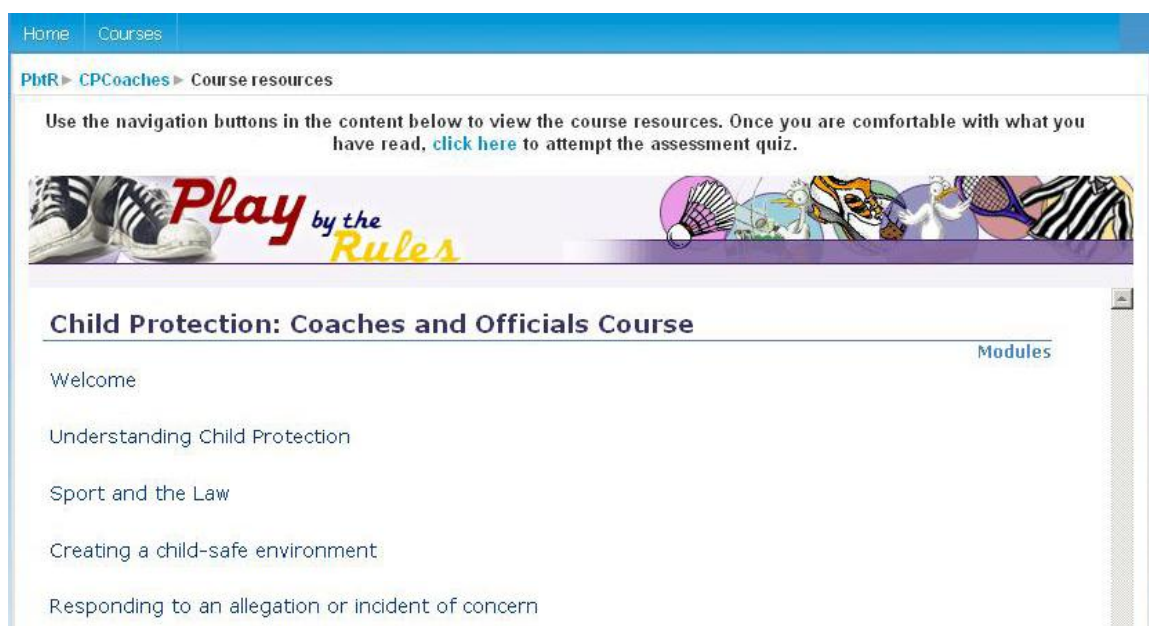 Home Courses
PbtR ► CPCoaches ► Course resources
Use the navigation buttons in the content below to view the course resources. Once you are comfortable with what you
have read, click here to attempt the assessment quiz.
Play by the
Rules
Child Protection: Coaches and Officials Course
Modules
Welcome
Understanding Child Protection
Sport and the Law
Creating a child-safe environment
Responding to an allegation or incident of concern